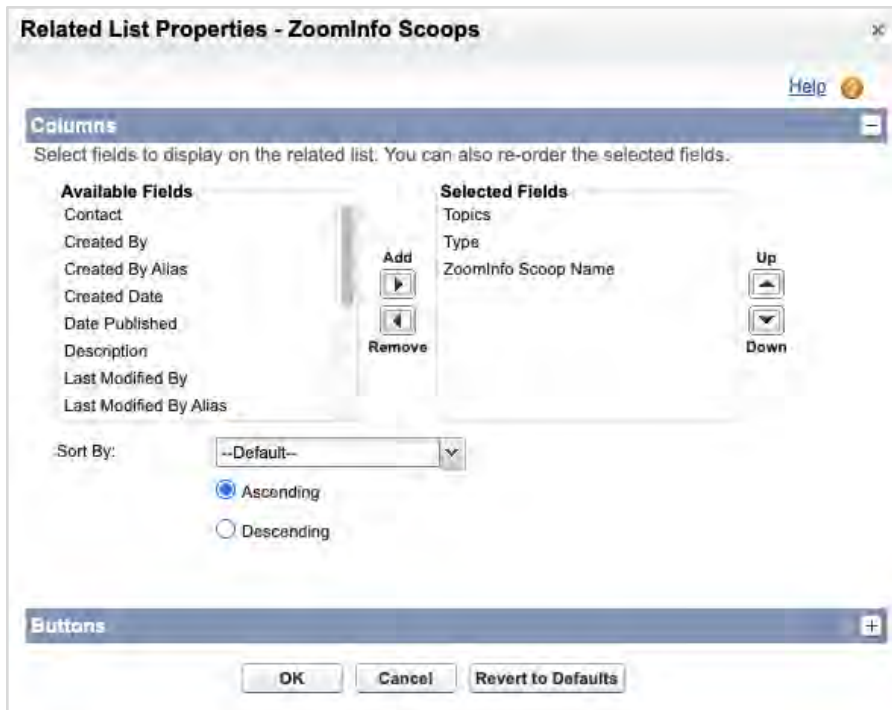 Related List Properties - ZoomInfo Scoops
Help
Columns
Select fields to display on the related list. You can also re-order the selected fields.
Available Fields
Contact
Created By
Created By Alias
Created Date
Date Published
Description
Last Modified By
Last Modified By Alias
Add
Remove
Selected Fields
Topics
Type
ZoomInfo Scoop Name
Up
Down
Sort By:
--Default--
Ascending
Descending
Buttons
OK Cancel Revert to Defaults